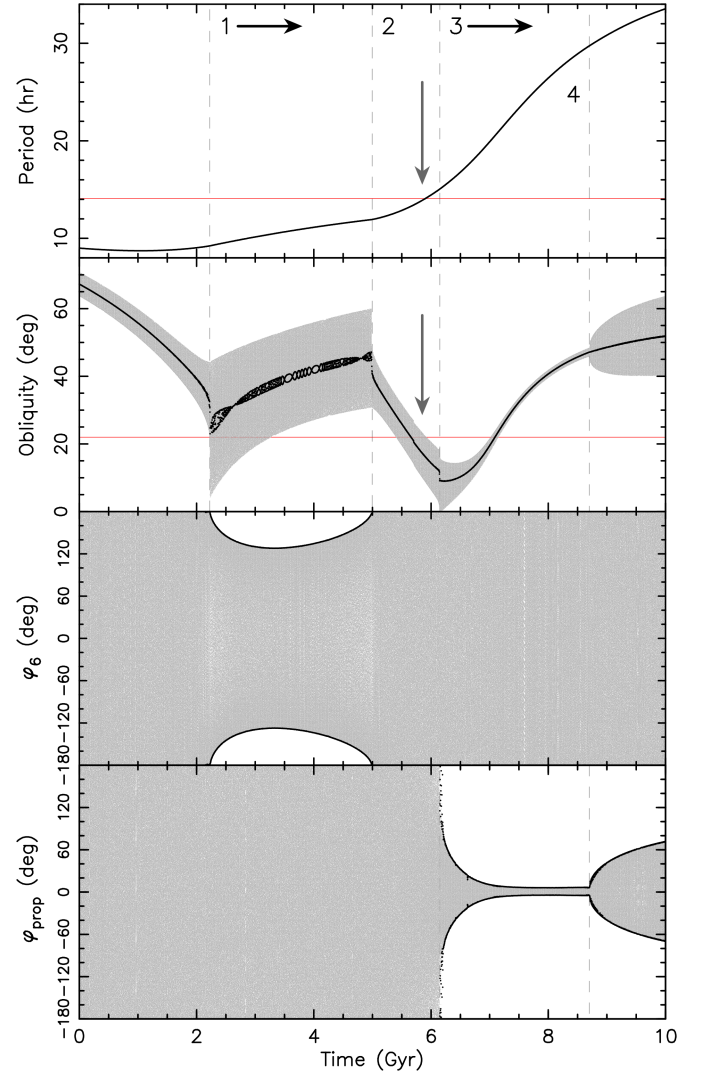 1 2 3
4
Period (hr)
10 20 30
Obliquity (deg)
0 20 40 60
φ6 (deg)
-180 -120 -60 0 60 120
φprop (deg)
-180 -120 -60 0 60 120
0 2 4 6 8 10
Time (Gyr)